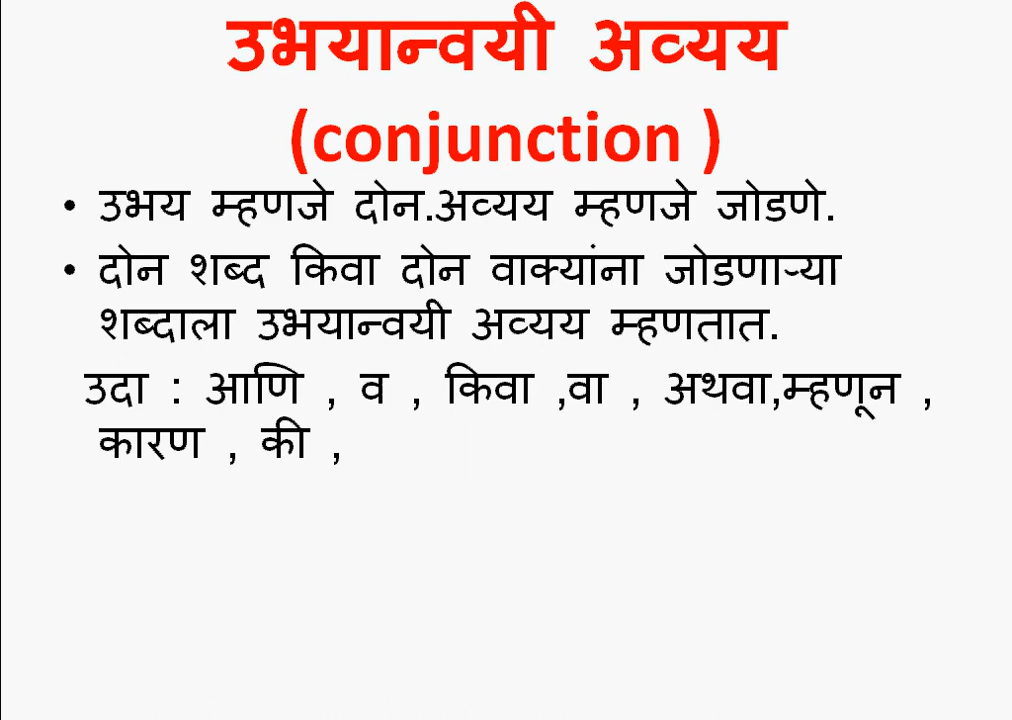 उभयान्वयी अव्यय
(conjunction )
• उभय म्हणजे दोन.अव्यय म्हणजे जोडणे.
• दोन शब्द किवा दोन वाक्यांना जोडणाऱ्या
शब्दाला उभयान्वयी अव्यय म्हणतात.
उदा : आणि , व , किवा ,वा , अथवा,म्हणून ,
कारण , की ,